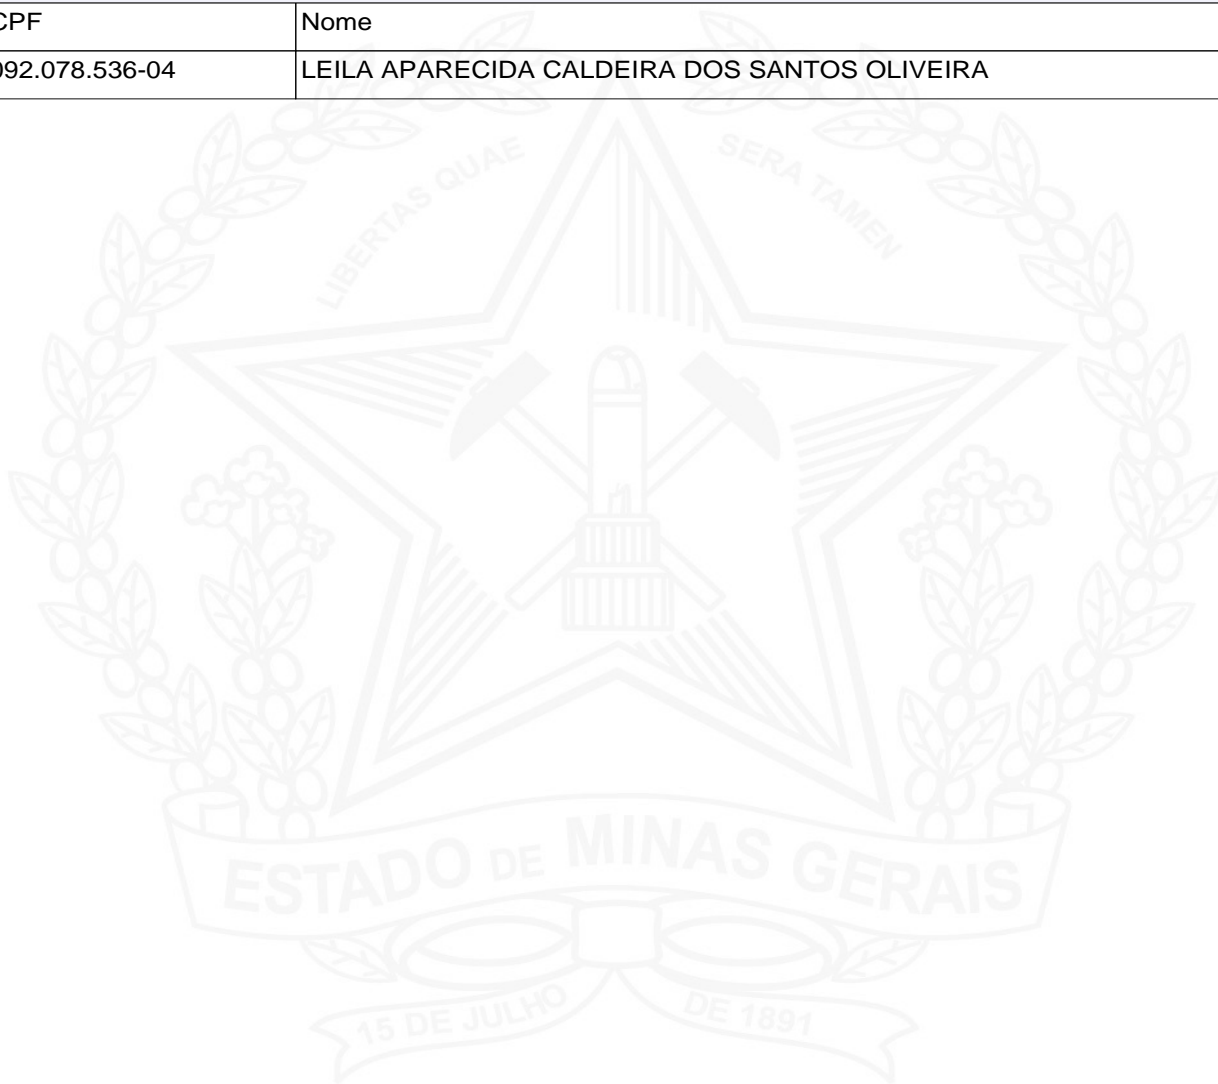 CPF Nome
092.078.536-04 LEILA APARECIDA CALDEIRA DOS SANTOS OLIVEIRA
LIBERTAS QUAE SERA TAMEN
ESTADO DE MINAS GERAIS
15 DE JULHO DE 1891